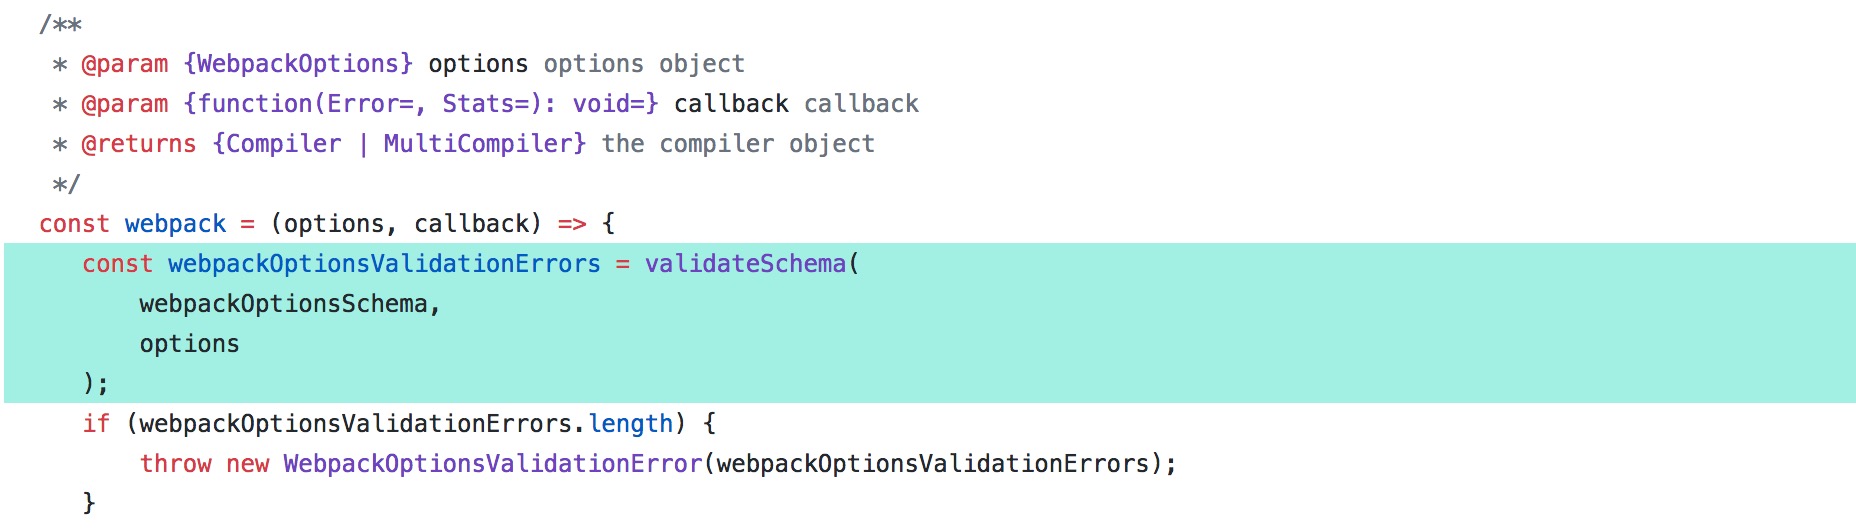 /**
 * @param {WebpackOptions} options options object
 * @param {function(Error=, Stats=): void=} callback callback
 * @returns {Compiler | MultiCompiler} the compiler object
 */
const webpack = (options, callback) => {
   const webpackOptionsValidationErrors = validateSchema(
       webpackOptionsSchema,
       options
   );
   if (webpackOptionsValidationErrors.length) {
       throw new WebpackOptionsValidationError(webpackOptionsValidationErrors);
   }